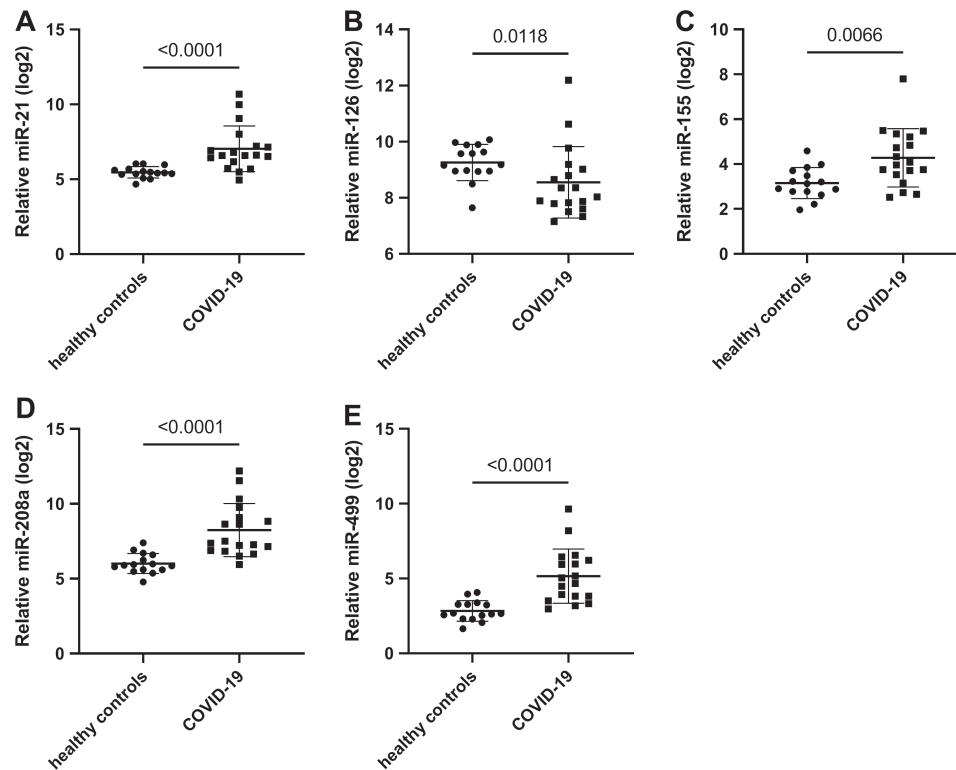 A
Relative miR-21 (log2)
15
10
5
0
<0.0001
healthy controls
COVID-19
B
Relative miR-126 (log2)
14
12
10
8
6
0.0118
healthy controls
COVID-19
C
Relative miR-155 (log2)
10
8
6
4
2
0
0.0066
healthy controls
COVID-19
D
Relative miR-208a (log2)
15
10
5
0
<0.0001
healthy controls
COVID-19
E
Relative miR-499 (log2)
15
10
5
0
<0.0001
healthy controls
COVID-19